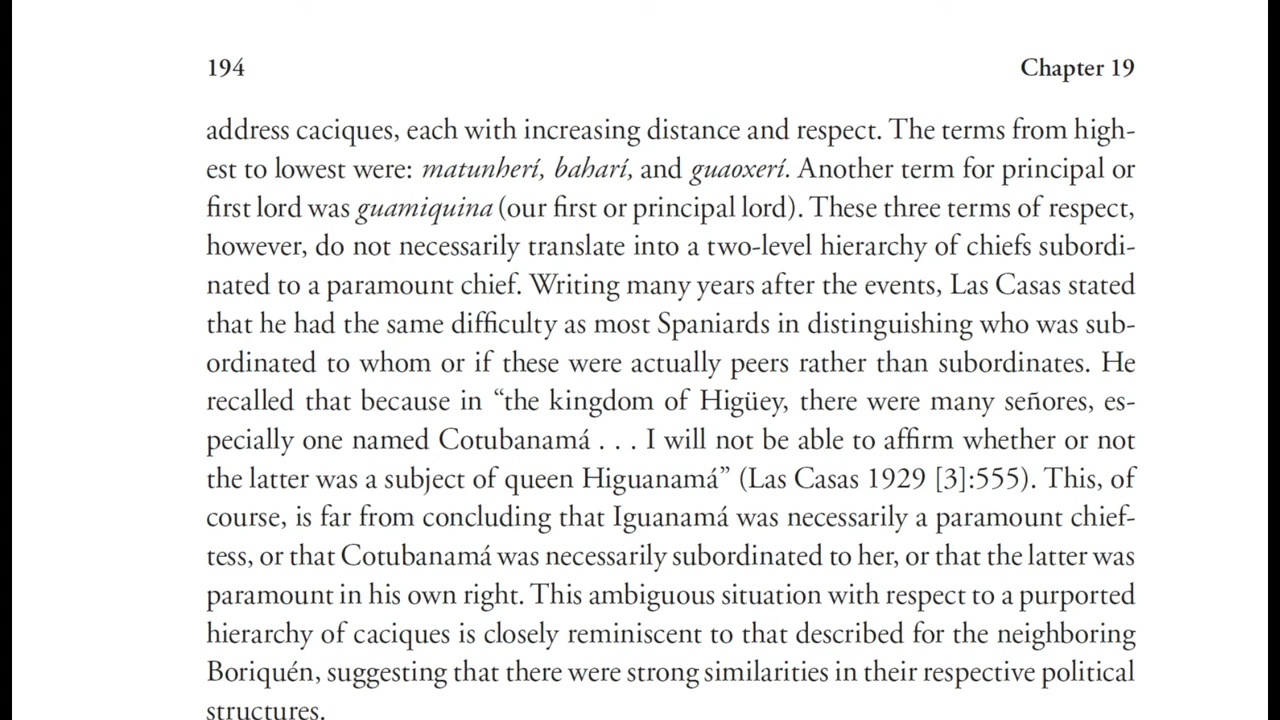 194
Chapter 19
address caciques, each with increasing distance and respect. The terms from high-
est to lowest were: matunherí, baharí, and guaoxerí. Another term for principal or
first lord was guamiquina (our first or principal lord). These three terms of respect,
however, do not necessarily translate into a two-level hierarchy of chiefs subordi-
nated to a paramount chief. Writing many years after the events, Las Casas stated
that he had the same difficulty as most Spaniards in distinguishing who was sub-
ordinated to whom or if these were actually peers rather than subordinates. He
recalled that because in “the kingdom of Higüey, there were many señores, es-
pecially one named Cotubanamá . . . I will not be able to affirm whether or not
the latter was a subject of queen Higuanamá” (Las Casas 1929 [3]:555). This, of
course, is far from concluding that Iguanamá was necessarily a paramount chief-
tess, or that Cotubanamá was necessarily subordinated to her, or that the latter was
paramount in his own right. This ambiguous situation with respect to a purported
hierarchy of caciques is closely reminiscent to that described for the neighboring
Boriquén, suggesting that there were strong similarities in their respective political
structures.